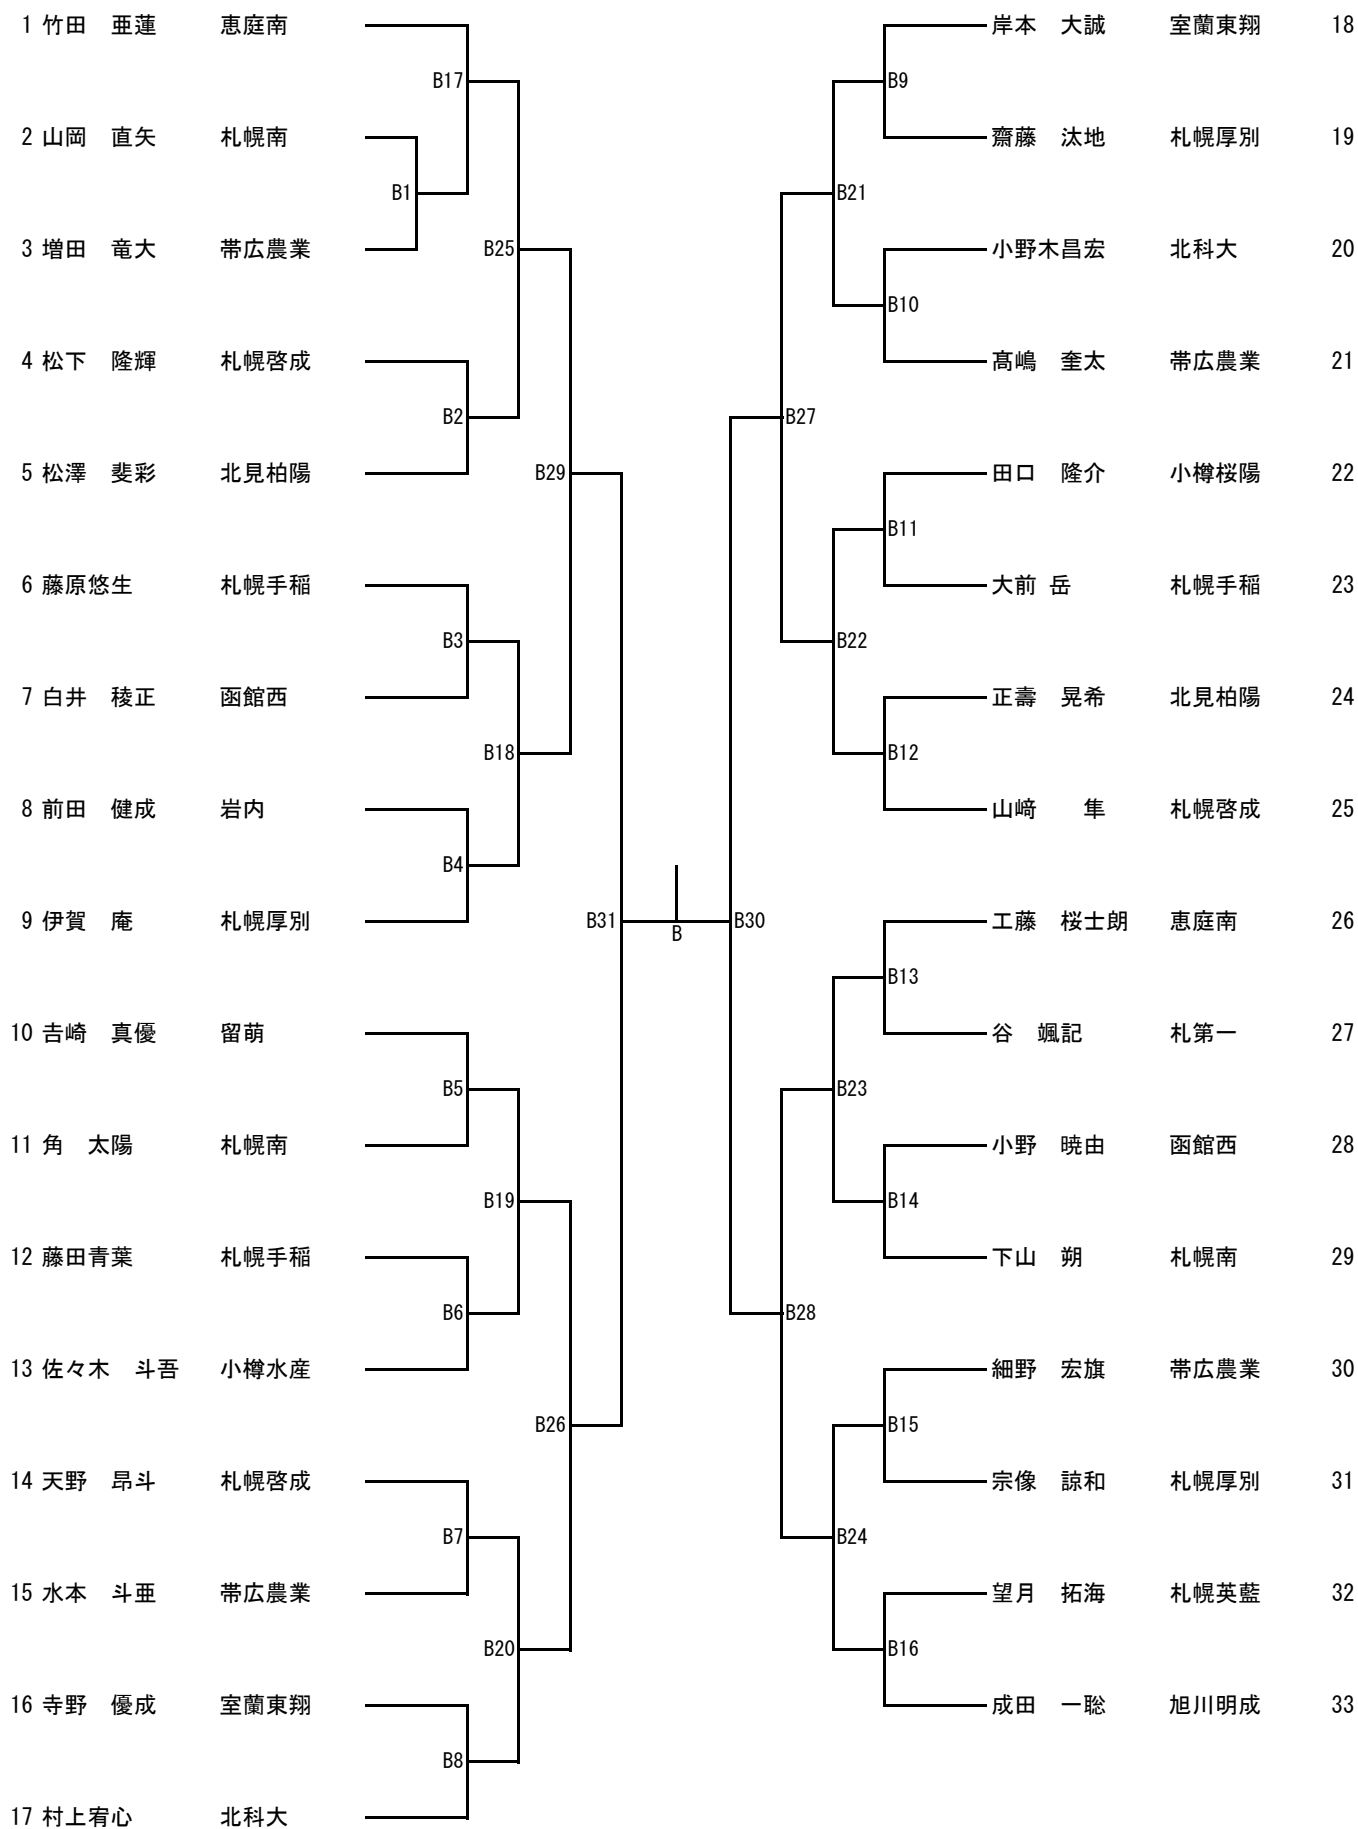 1 竹田　亜蓮　恵庭南
B17
2 山岡　直矢　札幌南
B1
3 増田　竜大　帯広農業
B25
4 松下　隆輝　札幌啓成
B2
5 松澤　斐彩　北見柏陽
B29
6 藤原悠生　札幌手稲
B3
7 白井　稜正　函館西
B18
8 前田　健成　岩内
B4
9 伊賀　庵　札幌厚別
B31
10 吉崎　真優　留萌
B5
11 角　太陽　札幌南
B19
12 藤田青葉　札幌手稲
B6
13 佐々木　斗吾　小樽水産
B26
14 天野　昂斗　札幌啓成
B7
15 水本　斗亜　帯広農業
B20
16 寺野　優成　室蘭東翔
B8
17 村上宥心　北科大
B
岸本　大誠　室蘭東翔　18
B9
齋藤　汰地　札幌厚別　19
B21
小野木昌宏　北科大　20
B10
髙嶋　奎太　帯広農業　21
B27
田口　隆介　小樽桜陽　22
B11
大前 岳　札幌手稲　23
B22
正壽　晃希　北見柏陽　24
B12
山﨑　　隼　札幌啓成　25
B30
工藤　桜士朗　恵庭南　26
B13
谷　颯記　札第一　27
B23
小野　暁由　函館西　28
B14
下山　朔　札幌南　29
B28
細野　宏旗　帯広農業　30
B15
宗像　諒和　札幌厚別　31
B24
望月　拓海　札幌英藍　32
B16
成田　一聡　旭川明成　33